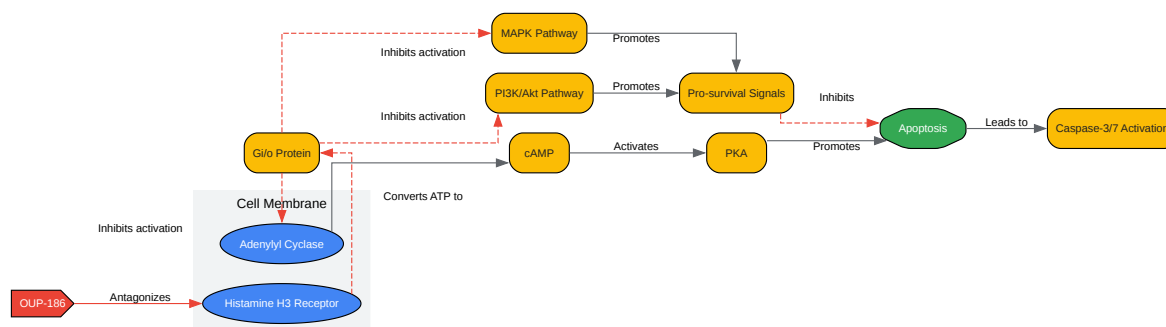 MAPK Pathway
Promotes
Inhibits activation
PI3K/Akt Pathway
Promotes
Pro-survival Signals
Inhibits
Inhibits activation
Apoptosis
Leads to
Caspase-3/7 Activation
Gi/o Protein
cAMP
Activates
PKA
Promotes
Converts ATP to
Cell Membrane
Inhibits activation
Adenylyl Cyclase
OUP-186
Antagonizes
Histamine H3 Receptor